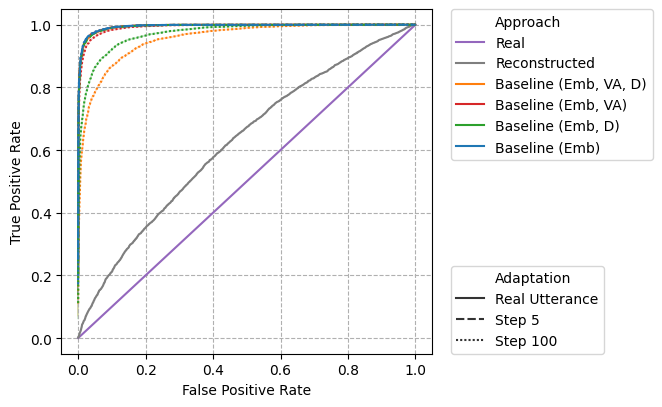 1.0
0.8
0.6
0.4
0.2
0.0
True Positive Rate
0.0 0.2 0.4 0.6 0.8 1.0
False Positive Rate
Approach
Real
Reconstructed
Baseline (Emb, VA, D)
Baseline (Emb, VA)
Baseline (Emb, D)
Baseline (Emb)
Adaptation
Real Utterance
Step 5
Step 100